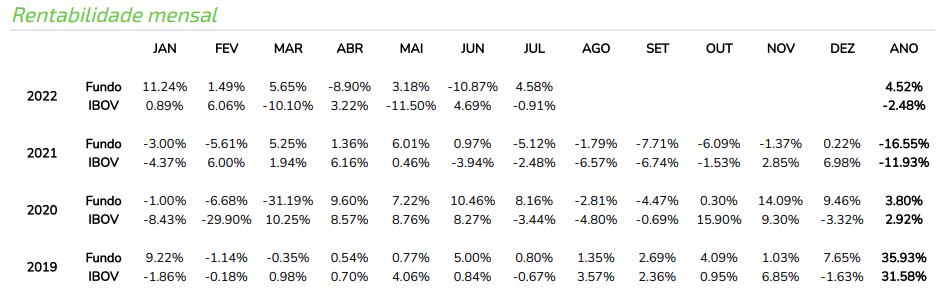 Rentabilidade mensal
JAN FEV MAR ABR MAI JUN JUL AGO SET OUT NOV DEZ ANO
2022
Fundo 11.24% 1.49% 5.65% -8.90% 3.18% -10.87% 4.58% 4.52%
IBOV 0.89% 6.06% -10.10% 3.22% -11.50% 4.69% -0.91% -2.48%
2021
Fundo -3.00% -5.61% 5.25% 1.36% 6.01% 0.97% -5.12% -1.79% -7.71% -6.09% -1.37% 0.22% -16.55%
IBOV -4.37% 6.00% 1.94% 6.16% 0.46% -3.94% -2.48% -6.57% -6.74% -1.53% 2.85% 6.98% -11.93%
2020
Fundo -1.00% -6.68% -31.19% 9.60% 7.22% 10.46% 8.16% -2.81% -4.47% 0.30% 14.09% 9.46% 3.80%
IBOV -8.43% -29.90% 10.25% 8.57% 8.76% 8.27% -3.44% -4.80% -0.69% 15.90% 9.30% -3.32% 2.92%
2019
Fundo 9.22% -1.14% -0.35% 0.54% 0.77% 5.00% 0.80% 1.35% 2.69% 4.09% 1.03% 7.65% 35.93%
IBOV -1.86% -0.18% 0.98% 0.70% 4.06% 0.84% -0.67% 3.57% 2.36% 0.95% 6.85% -1.63% 31.58%